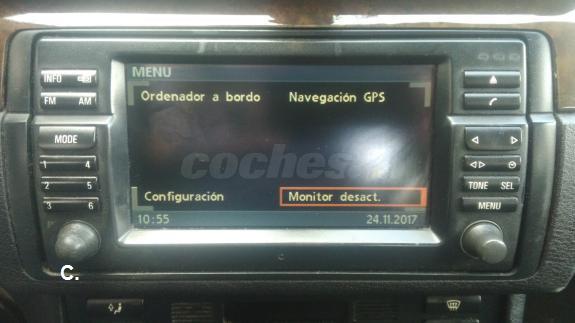 INFO
FM AM
MODE
1 4
2 5
3 6
MENU
Ordenador a bordo Navegación GPS
Configuración Monitor desact.
10:55 24.11.2017
TONE SEL
MENU
coches
C.